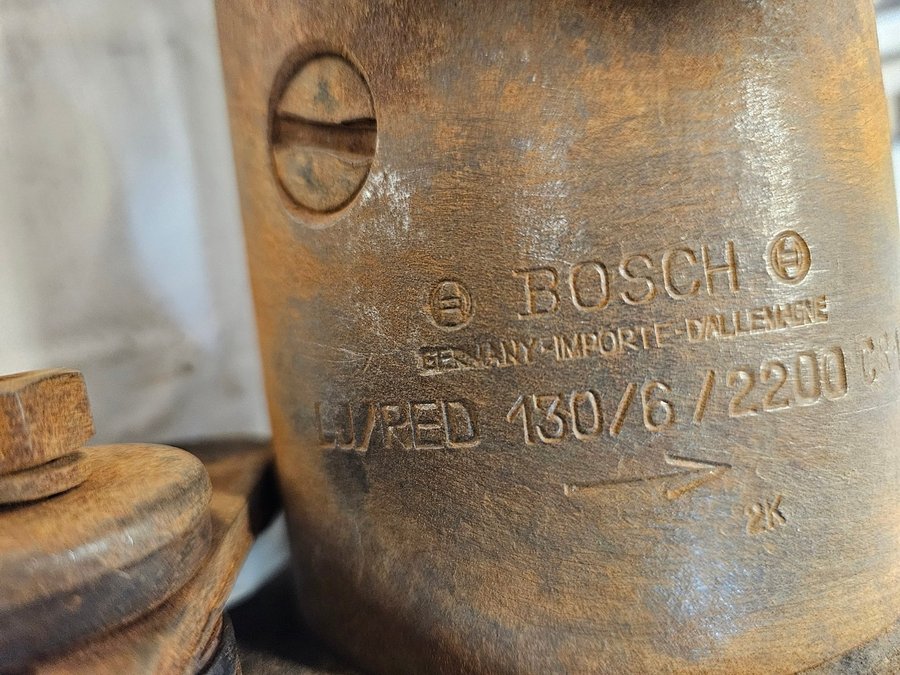 BOSCH
GERMANY-IMPORTE-D'ALLEMAGNE
LJ/RED 130/6/2200
2K